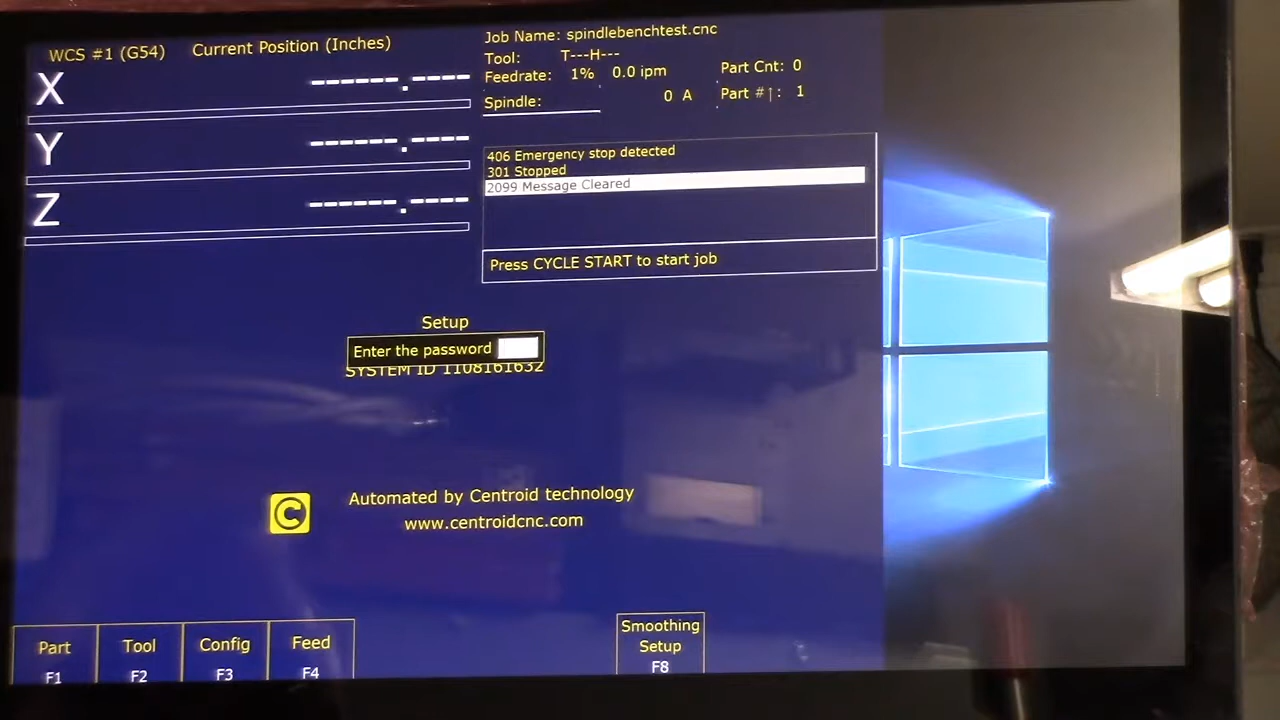 WCS #1 (G54) Current Position (Inches)
X ------.----
Y ------.----
Z ------.----
Job Name: spindlebenchtest.cnc
Tool: T---H---
Feedrate: 1% 0.0 ipm Part Cnt: 0
Spindle: 0 A Part #↑: 1
406 Emergency stop detected
301 Stopped
2099 Message Cleared
Press CYCLE START to start job
Setup
Enter the password
SYSTEM ID 1108161632
C
Automated by Centroid technology
www.centroidcnc.com
Part F1
Tool F2
Config F3
Feed F4
Smoothing
Setup
F8